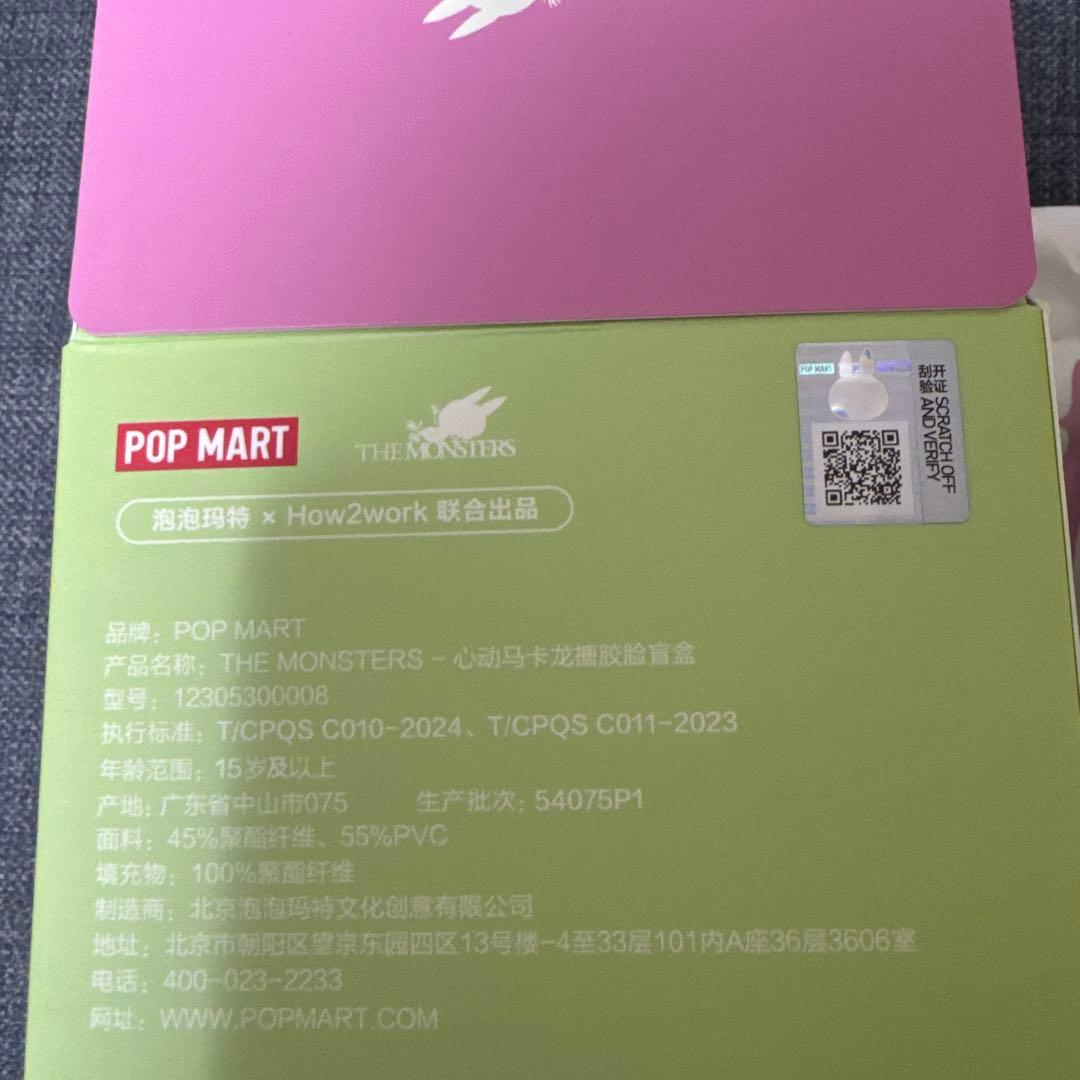 POP MART
THE MONSTERS
泡泡玛特 × How2work 联合出品
POP MART
开证 SCRATCH OFF
刮验 AND VERIFY
品牌：POP MART
产品名称：THE MONSTERS - 心动马卡龙搪胶脸盲盒
型号：12305300008
执行标准：T/CPQS C010-2024、T/CPQS C011-2023
年龄范围：15岁及以上
产地：广东省中山市075 生产批次：54075P1
面料：45%聚酯纤维、55%PVC
填充物：100%聚酯纤维
制造商：北京泡泡玛特文化创意有限公司
地址：北京市朝阳区望京东园四区13号楼-4至33层101内A座36层3606室
电话：400-023-2233
网址：WWW.POPMART.COM